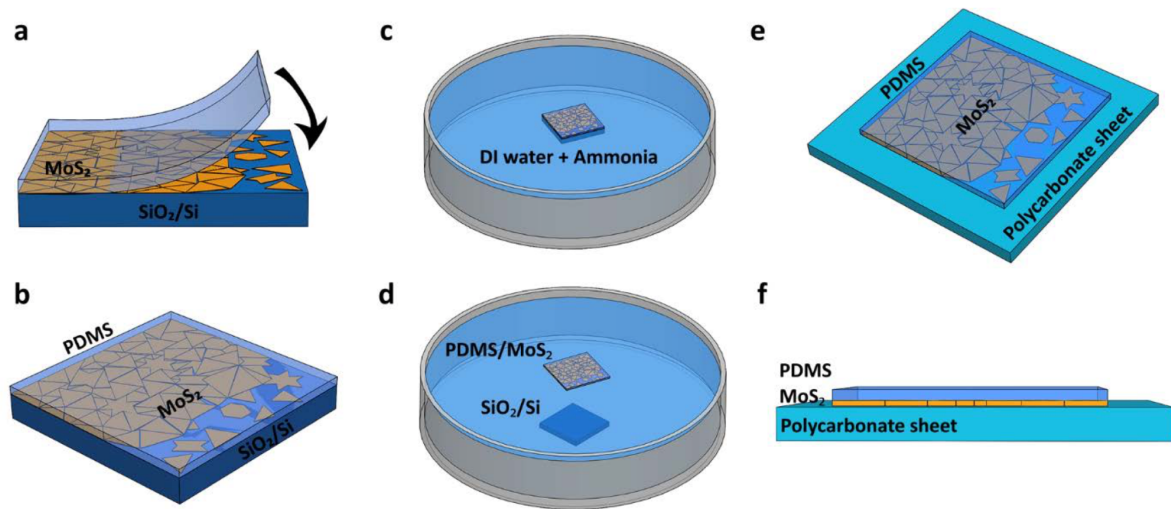 a
MoS₂
SiO₂/Si
b
PDMS
MoS₂
SiO₂/Si
c
DI water + Ammonia
d
PDMS/MoS₂
SiO₂/Si
e
PDMS
MoS₂
Polycarbonate sheet
f
PDMS
MoS₂
Polycarbonate sheet